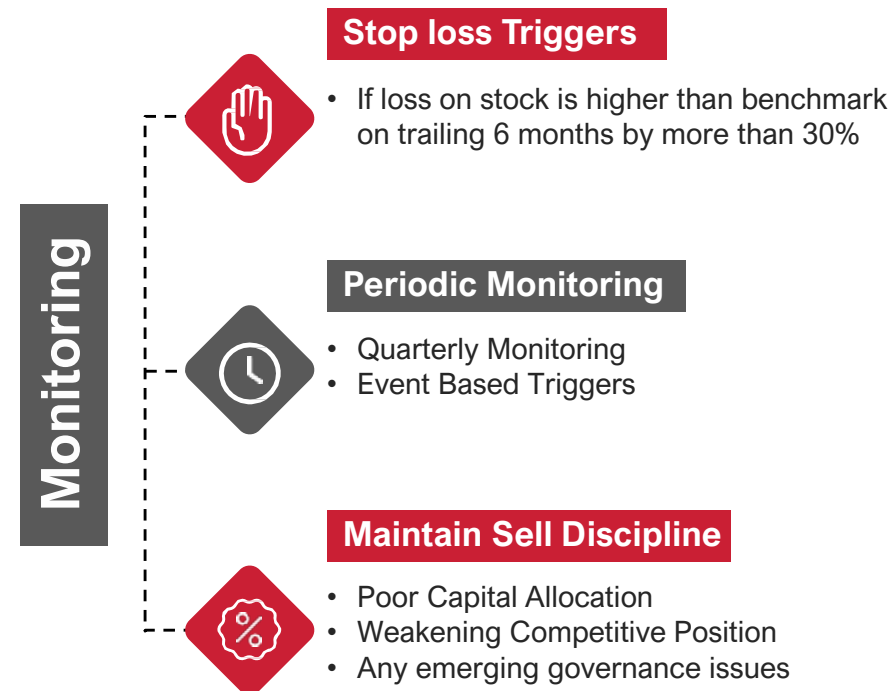 Monitoring
Stop loss Triggers
• If loss on stock is higher than benchmark
on trailing 6 months by more than 30%
Periodic Monitoring
• Quarterly Monitoring
• Event Based Triggers
Maintain Sell Discipline
%
• Poor Capital Allocation
• Weakening Competitive Position
• Any emerging governance issues